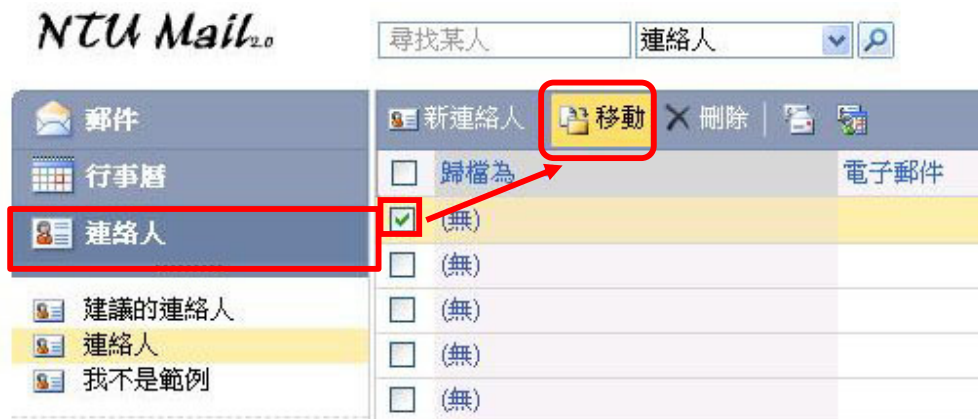 NTU Mail 2.0
尋找某人 連絡人
郵件
行事曆
連絡人
建議的連絡人
連絡人
我不是範例
新連絡人 移動 刪除
歸檔為 電子郵件
(無)
(無)
(無)
(無)
(無)